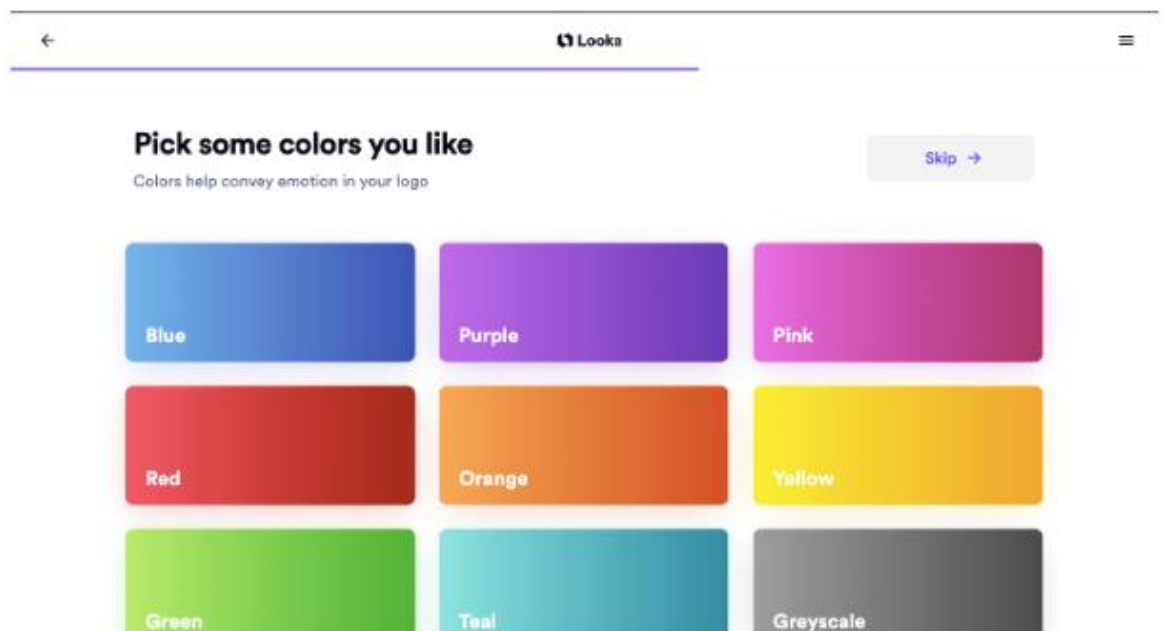 Looka
Pick some colors you like
Skip →
Colors help convey emotion in your logo
Blue
Purple
Pink
Red
Orange
Yellow
Green
Teal
Greyscale